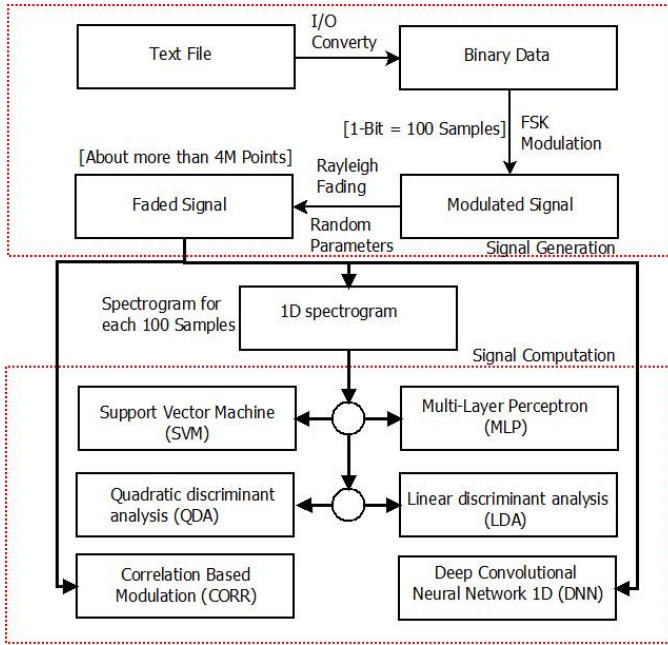 Text File
I/O
Converty
Binary Data
[1-Bit = 100 Samples]
FSK
Modulation
[About more than 4M Points]
Rayleigh
Fading
Faded Signal
Modulated Signal
Random
Parameters
Signal Generation
Spectrogram for
each 100 Samples
1D spectrogram
Signal Computation
Support Vector Machine
(SVM)
Multi-Layer Perceptron
(MLP)
Quadratic discriminant
analysis (QDA)
Linear discriminant analysis
(LDA)
Correlation Based
Modulation (CORR)
Deep Convolutional
Neural Network 1D (DNN)